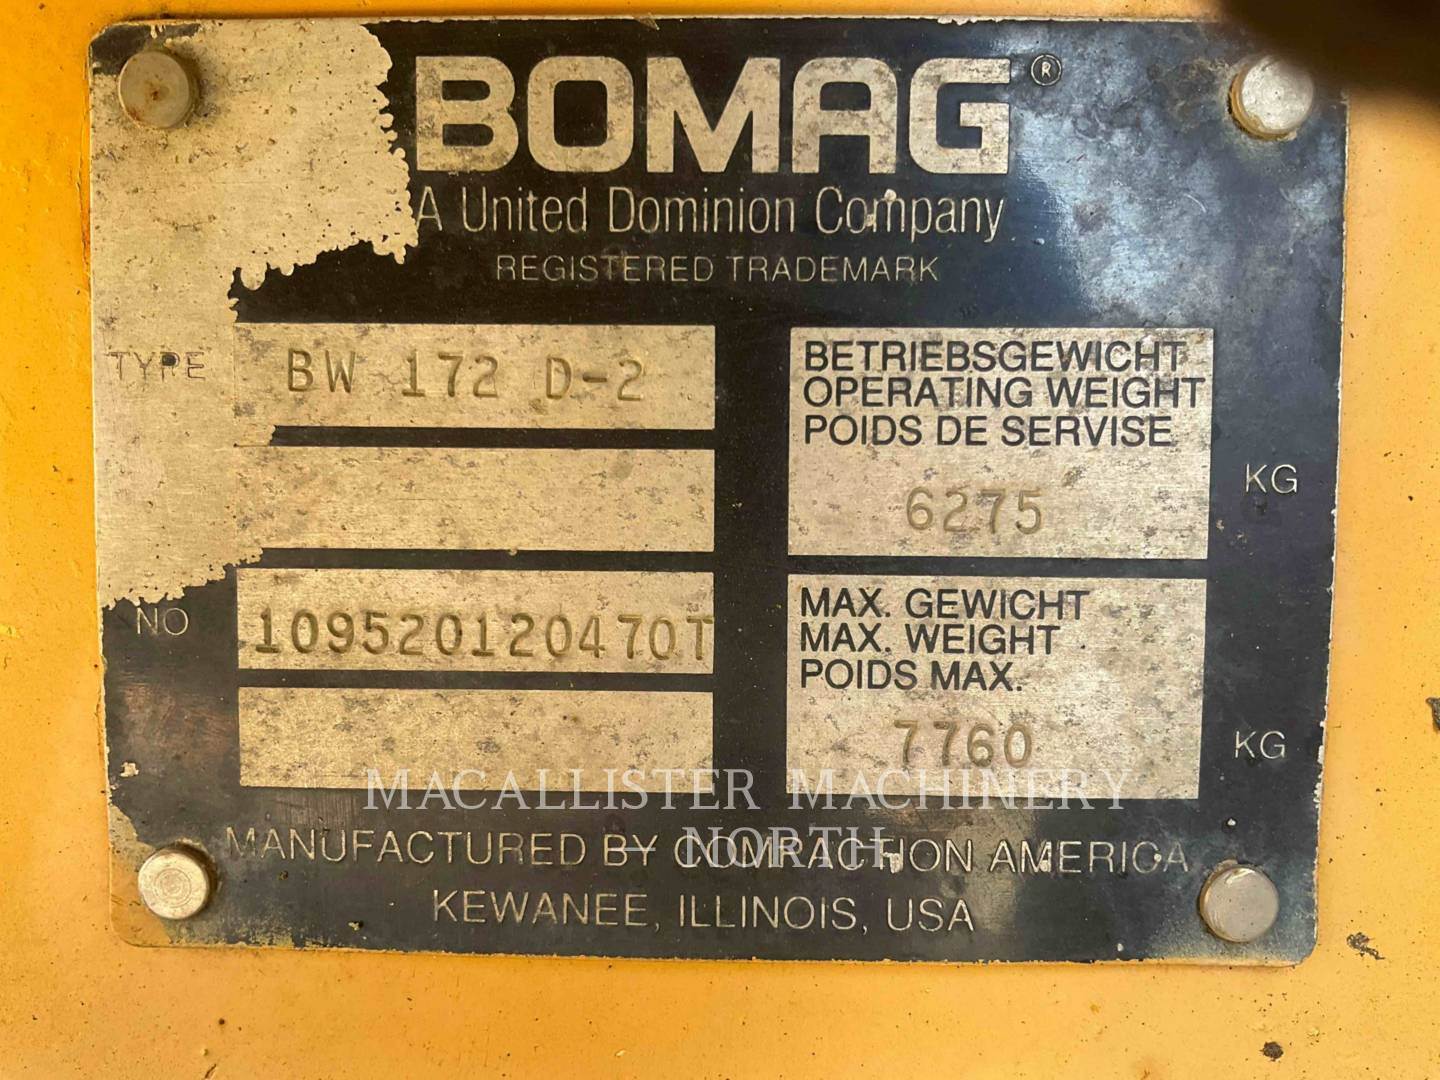 BOMAG®
A United Dominion Company
REGISTERED TRADEMARK
TYPE BW 172 D-2
NO 109520120470T
BETRIEBSGEWICHT
OPERATING WEIGHT
POIDS DE SERVISE
6275 KG
MAX. GEWICHT
MAX. WEIGHT
POIDS MAX.
7760 KG
MACALLISTER MACHINERY
– NORTH
MANUFACTURED BY COMPACTION AMERICA
KEWANEE, ILLINOIS, USA